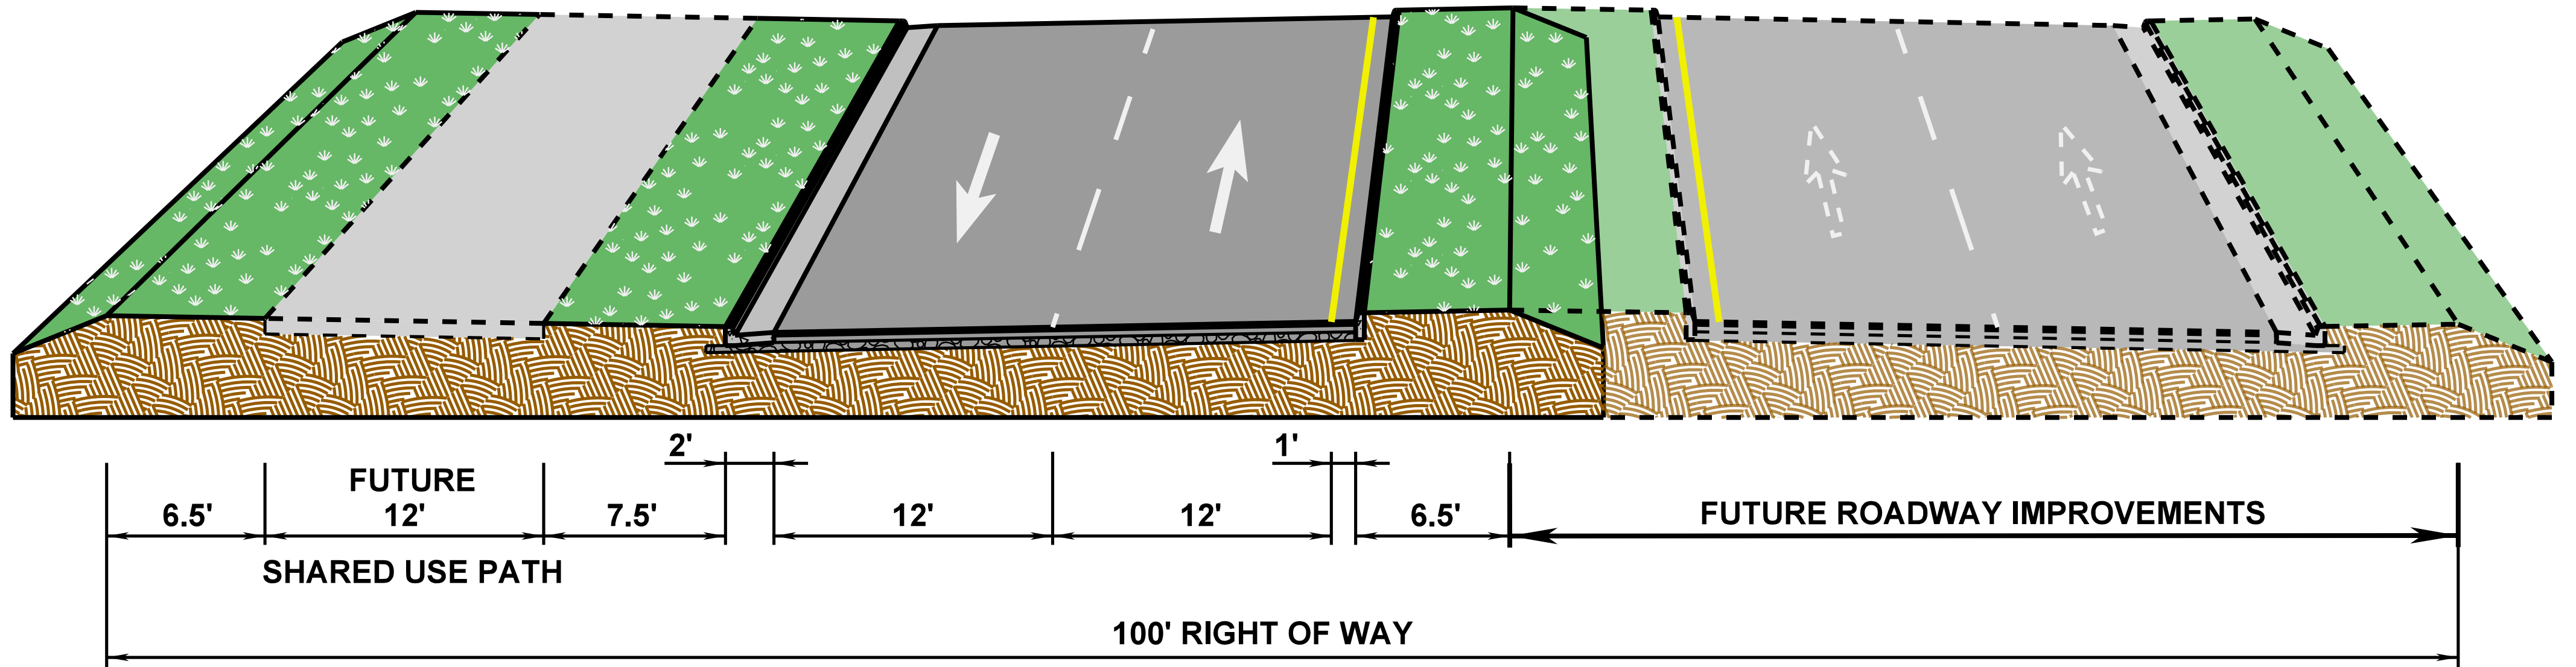 2'
1'
FUTURE
6.5'
12'
7.5'
12'
12'
6.5'
FUTURE ROADWAY IMPROVEMENTS
SHARED USE PATH
100' RIGHT OF WAY